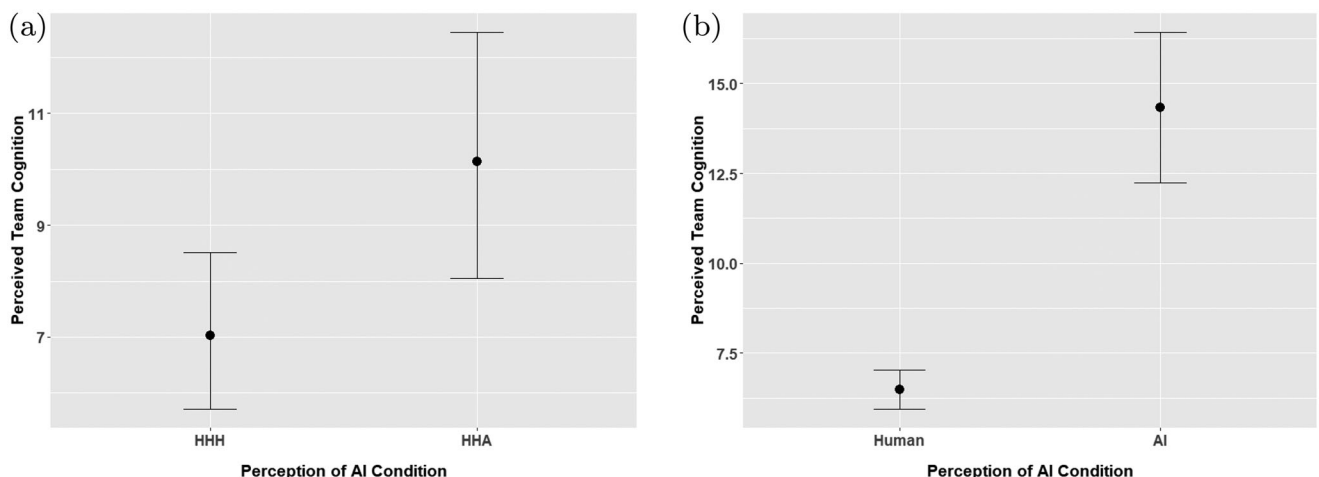 (a)
Perceived Team Cognition
11
9
7
HHH
HHA
Perception of AI Condition
(b)
Perceived Team Cognition
15.0
12.5
10.0
7.5
Human
AI
Perception of AI Condition